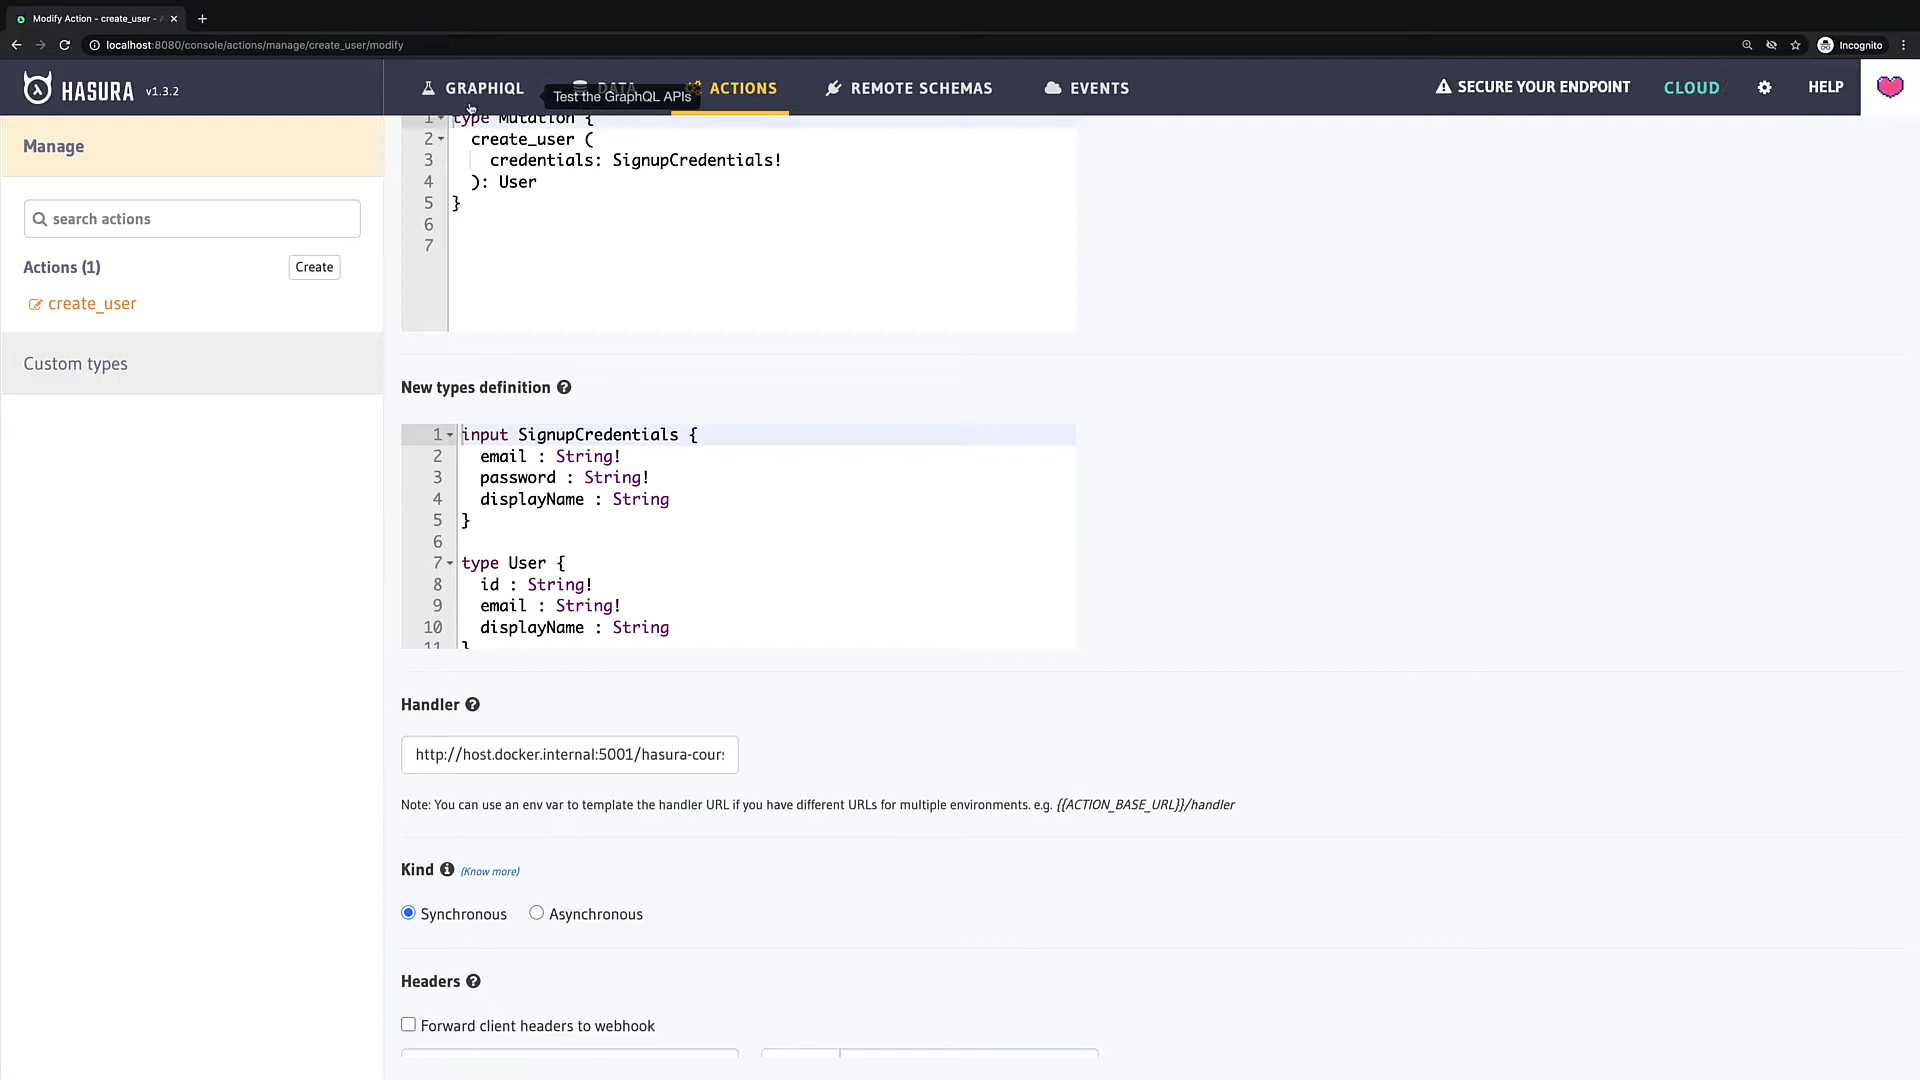 Modify Action - create_user -
localhost:8080/console/actions/manage/create_user/modify
Incognito
HASURA v1.3.2
GRAPHIQL
DATA
Test the GraphQL APIs
ACTIONS
REMOTE SCHEMAS
EVENTS
SECURE YOUR ENDPOINT
CLOUD
HELP
Manage
search actions
Actions (1)
Create
create_user
Custom types
1 type Mutation {
2 create_user (
3 credentials: SignupCredentials!
4 ): User
5 }
6
7
New types definition
1 input SignupCredentials {
2 email : String!
3 password : String!
4 displayName : String
5 }
6
7 type User {
8 id : String!
9 email : String!
10 displayName : String
11 }
Handler
http://host.docker.internal:5001/hasura-cour
Note: You can use an env var to template the handler URL if you have different URLs for multiple environments. e.g. {{ACTION_BASE_URL}}/handler
Kind (Know more)
Synchronous
Asynchronous
Headers
Forward client headers to webhook